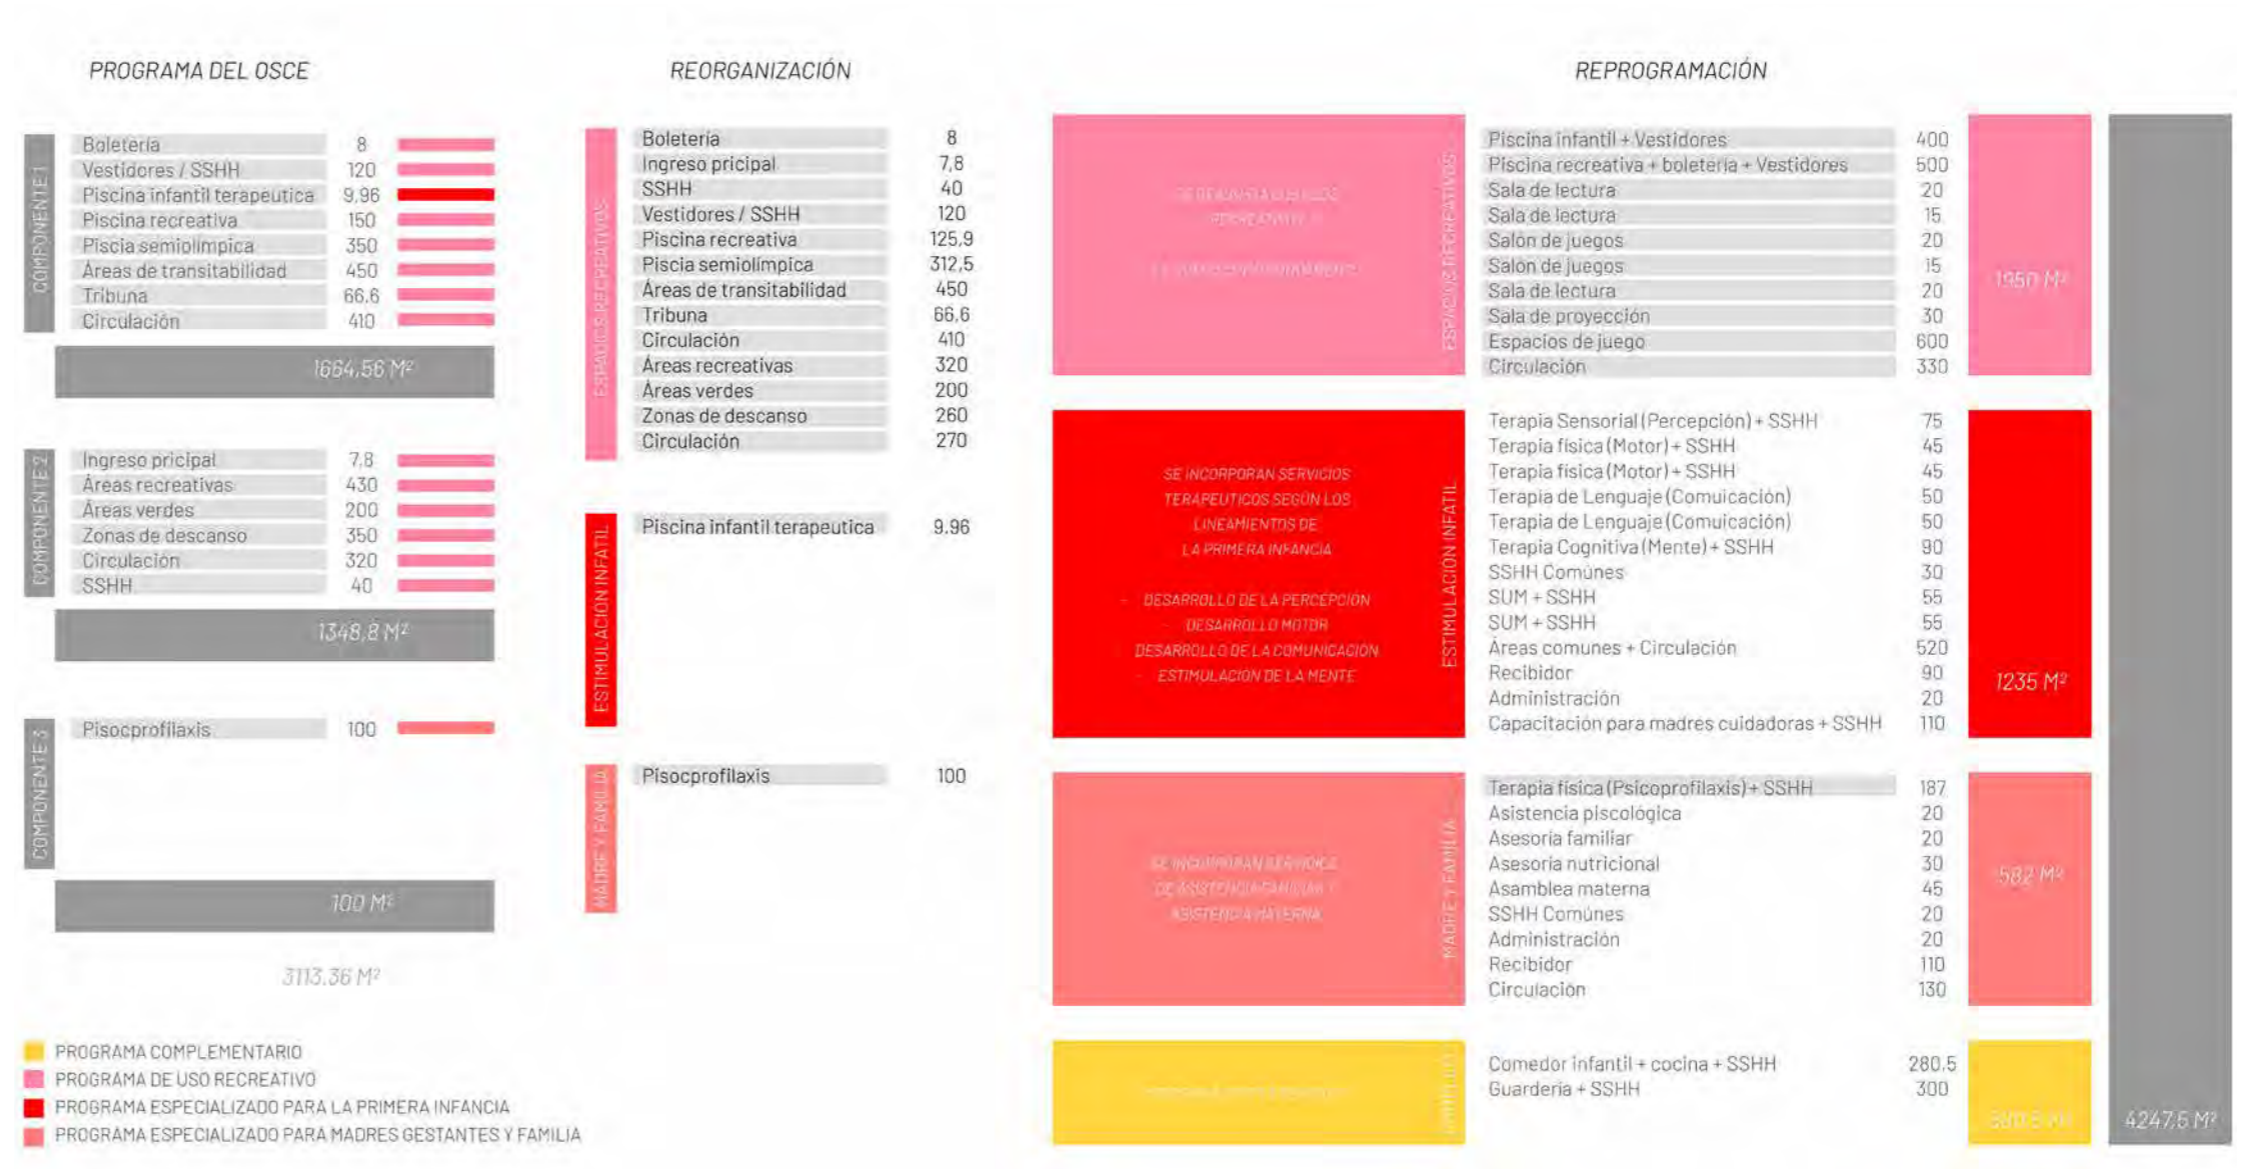 PROGRAMA DEL OSCE
COMPONENTE 1
Boletería 8
Vestidores / SSHH 120
Piscina infantil terapeutica 9.96
Piscina recreativa 150
Piscia semiolímpica 350
Áreas de transitabilidad 450
Tribuna 66.6
Circulación 410
1664,56 M²
COMPONENTE 2
Ingreso pricipal 7.8
Áreas recreativas 430
Áreas verdes 200
Zonas de descanso 350
Circulación 320
SSHH 40
1348,8 M²
COMPONENTE 3
Pisocprofilaxis 100
100 M²
3113,36 M²
PROGRAMA COMPLEMENTARIO
PROGRAMA DE USO RECREATIVO
PROGRAMA ESPECIALIZADO PARA LA PRIMERA INFANCIA
PROGRAMA ESPECIALIZADO PARA MADRES GESTANTES Y FAMILIA
REORGANIZACIÓN
ESPACIOS RECREATIVOS
Boletería 8
Ingreso pricipal 7,8
SSHH 40
Vestidores / SSHH 120
Piscina recreativa 125,9
Piscia semiolímpica 312,5
Áreas de transitabilidad 450
Tribuna 66,6
Circulación 410
Áreas recreativas 320
Áreas verdes 200
Zonas de descanso 260
Circulación 270
ESTIMULACIÓN INFATIL
Piscina infantil terapeutica 9.96
MADRE Y FAMILIA
Pisocprofilaxis 100
REPROGRAMACIÓN
ESPACIOS RECREATIVOS
Piscina infantil + Vestidores 400
Piscina recreativa + boletería + Vestidores 500
Sala de lectura 20
Sala de lectura 15
Salón de juegos 20
Salón de juegos 15
Sala de lectura 20
Sala de proyección 30
Espacios de juego 600
Circulación 330
1950 M²
SE INCORPORAN SERVICIOS
TERAPEUTICOS SEGÚN LOS
LINEAMIENTOS DE
LA PRIMERA INFANCIA
- DESARROLLO DE LA PERCEPCIÓN
- DESARROLLO MOTOR
- DESARROLLO DE LA COMUNICACIÓN
- ESTIMULACIÓN DE LA MENTE
ESTIMULACIÓN INFATIL
Terapia Sensorial (Percepción) + SSHH 75
Terapia física (Motor) + SSHH 45
Terapia física (Motor) + SSHH 45
Terapia de Lenguaje (Comuicación) 50
Terapia de Lenguaje (Comuicación) 50
Terapia Cognitiva (Mente) + SSHH 90
SSHH Comúnes 30
SUM + SSHH 55
SUM + SSHH 55
Áreas comunes + Circulación 520
Recibidor 90
Administración 20
Capacitación para madres cuidadoras + SSHH 110
1235 M²
SE INCORPORAN SERVICIOS
DE ASISTENCIA FAMILIAR Y
ASISTENCIA MATERNA
MADRE Y FAMILIA
Terapia física (Psicoprofilaxis) + SSHH 187
Asistencia piscológica 20
Asesoría familiar 20
Asesoría nutricional 30
Asamblea materna 45
SSHH Comúnes 20
Administración 20
Recibidor 110
Circulación 130
582 M²
Comedor infantil + cocina + SSHH 280.5
Guardería + SSHH 300
4247,5 M²